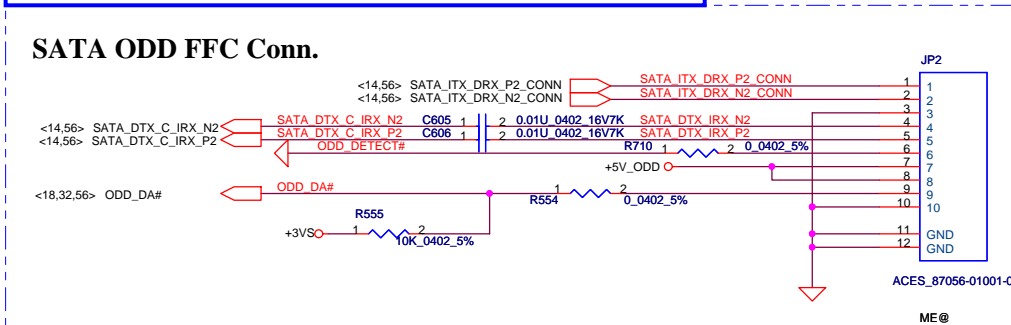 SATA ODD FFC Conn.
JP2
<14,56> SATA_ITX_DRX_P2_CONN SATA_ITX_DRX_P2_CONN 1 1
<14,56> SATA_ITX_DRX_N2_CONN SATA_ITX_DRX_N2_CONN 2 2
3 3
<14,56> SATA_DTX_C_IRX_N2 SATA_DTX_C_IRX_N2 C605 1 2 0.01U_0402_16V7K SATA_DTX_IRX_N2 4 4
<14,56> SATA_DTX_C_IRX_P2 SATA_DTX_C_IRX_P2 C606 1 2 0.01U_0402_16V7K SATA_DTX_IRX_P2 5 5
ODD_DETECT# R710 1 2 0_0402_5% 6 6
+5V_ODD 7 7
8 8
<18,32,56> ODD_DA# ODD_DA# R554 1 2 0_0402_5% 9 9
10 10
R555
+3VS 1 2 10K_0402_5%
11 GND
12 GND
ACES_87056-01001-0
ME@